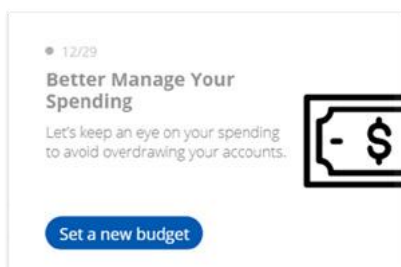 12/29
Better Manage Your
Spending
Let's keep an eye on your spending
to avoid overdrawing your accounts.
- $
Set a new budget